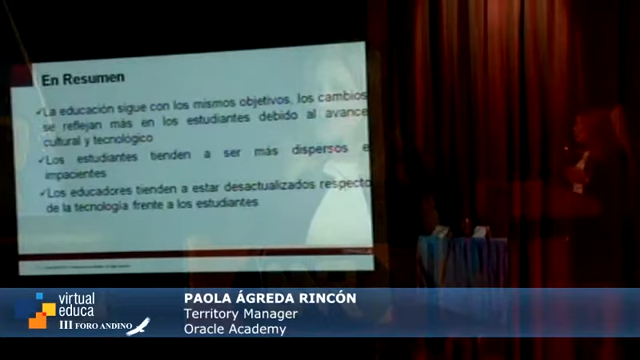 En Resumen
✓La educación sigue con los mismos objetivos, los cambios
se reflejan más en los estudiantes debido al avance
cultural y tecnológico
✓Los estudiantes tienden a ser más dispersos e
impacientes
✓Los educadores tienden a estar desactualizados respecto
de la tecnología frente a los estudiantes
virtual
educa
III FORO ANDINO
PAOLA ÁGREDA RINCÓN
Territory Manager
Oracle Academy